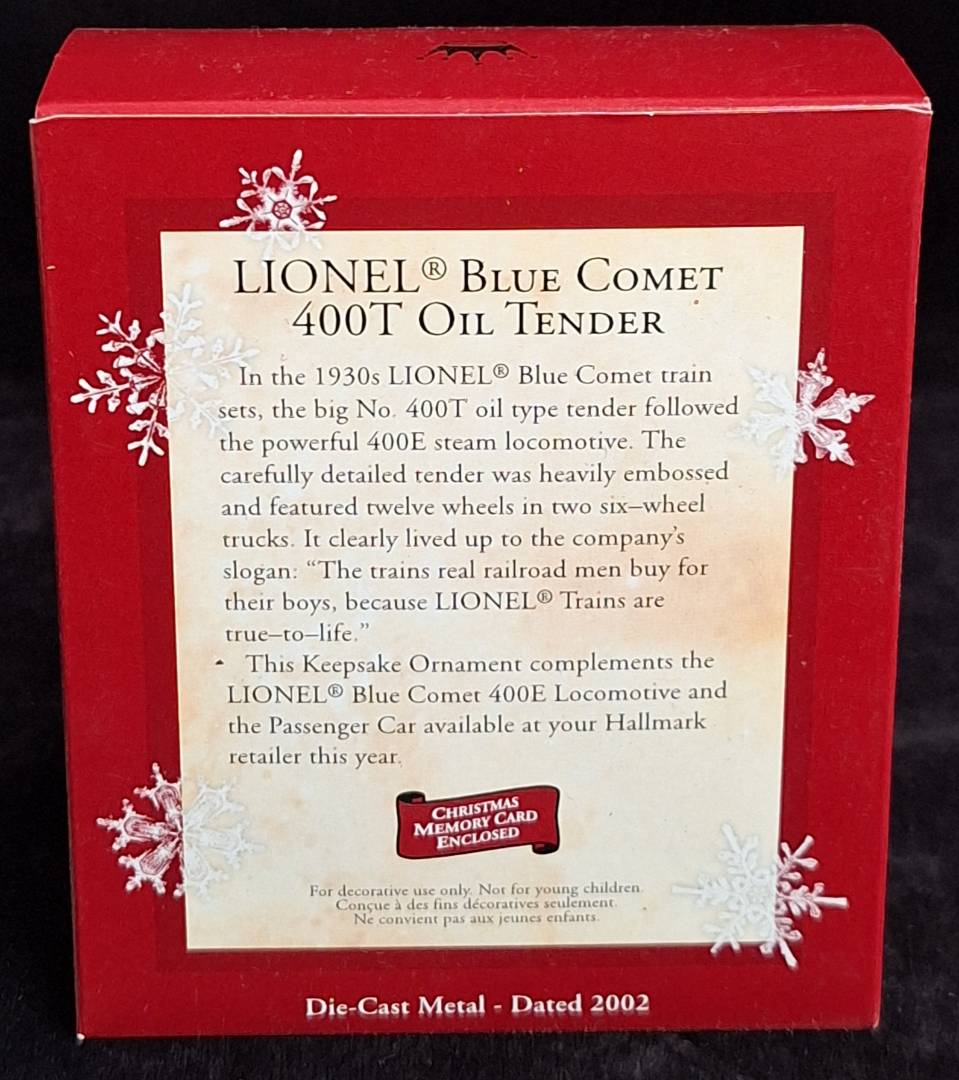 LIONEL® BLUE COMET
400T OIL TENDER
In the 1930s LIONEL® Blue Comet train
sets, the big No. 400T oil type tender followed
the powerful 400E steam locomotive. The
carefully detailed tender was heavily embossed
and featured twelve wheels in two six–wheel
trucks. It clearly lived up to the company's
slogan: “The trains real railroad men buy for
their boys, because LIONEL® Trains are
true–to–life.”
This Keepsake Ornament complements the
LIONEL® Blue Comet 400E Locomotive and
the Passenger Car available at your Hallmark
retailer this year.
CHRISTMAS
MEMORY CARD
ENCLOSED
For decorative use only. Not for young children.
Conçue à des fins décoratives seulement.
Ne convient pas aux jeunes enfants.
Die-Cast Metal - Dated 2002